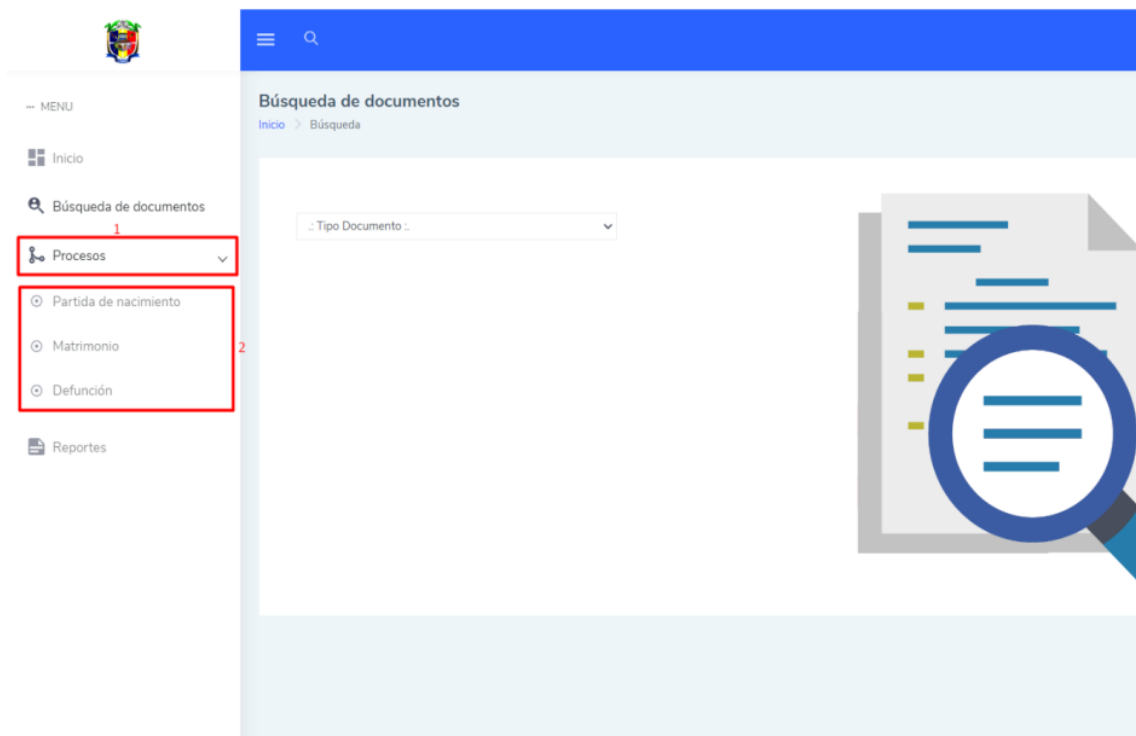 ··· MENU
Inicio
Búsqueda de documentos
1
Procesos
Partida de nacimiento
Matrimonio
2
Defunción
Reportes
Búsqueda de documentos
Inicio > Búsqueda
.: Tipo Documento :.